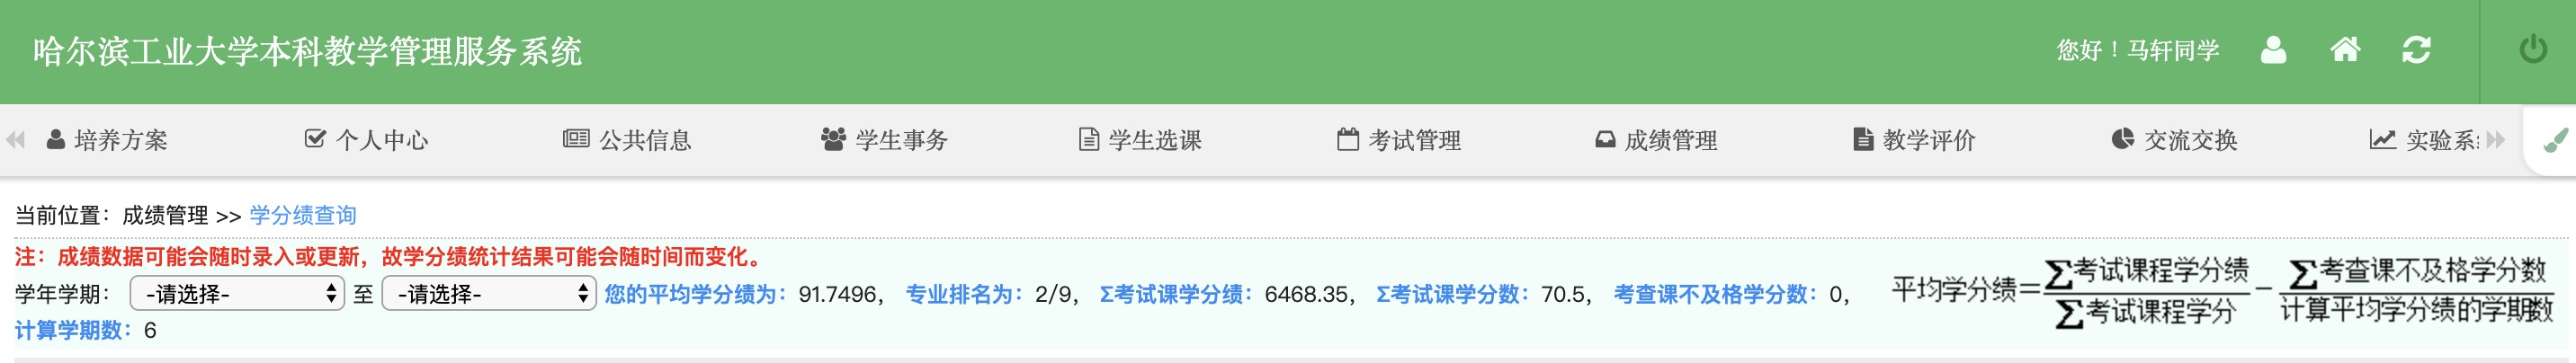 哈尔滨工业大学本科教学管理服务系统
您好！马轩同学
培养方案 个人中心 公共信息 学生事务 学生选课 考试管理 成绩管理 教学评价 交流交换 实验系
当前位置：成绩管理 >> 学分绩查询
注：成绩数据可能会随时录入或更新，故学分绩统计结果可能会随时间而变化。
学年学期： -请选择- 至 -请选择- 您的平均学分绩为：91.7496， 专业排名为：2/9， Σ考试课学分绩：6468.35， Σ考试课学分数：70.5， 考查课不及格学分数：0，
计算学期数：6
平均学分绩=∑考试课程学分绩/∑考试课程学分－∑考查课不及格学分数/计算平均学分绩的学期数